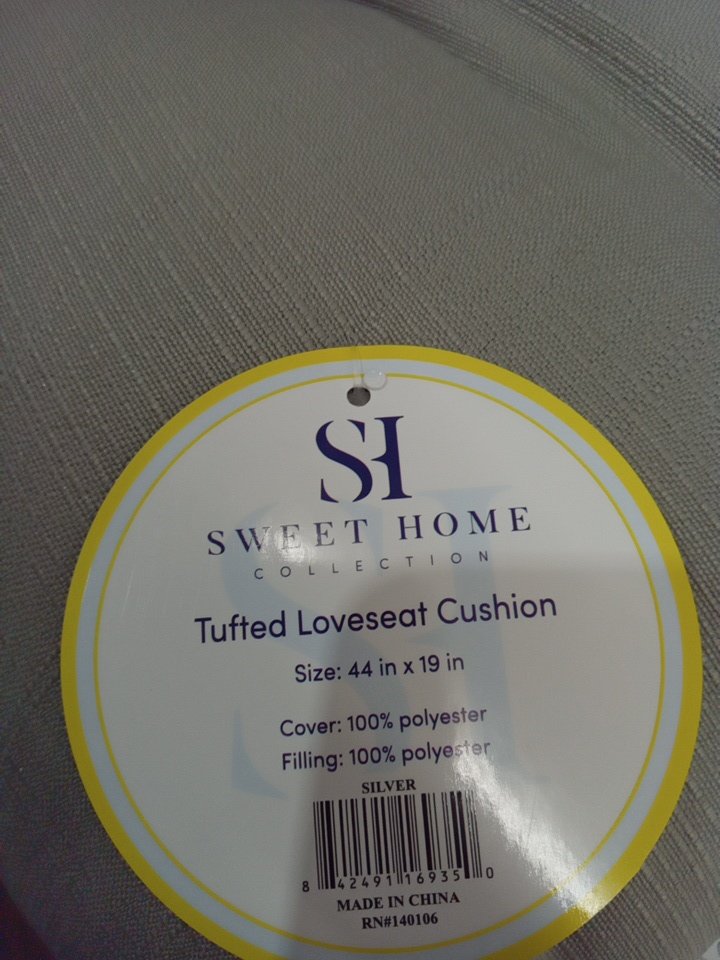 SH
SWEET HOME
COLLECTION
Tufted Loveseat Cushion
Size: 44 in x 19 in
Cover: 100% polyester
Filling: 100% polyester
SILVER
8 42491 16935 0
MADE IN CHINA
RN#140106